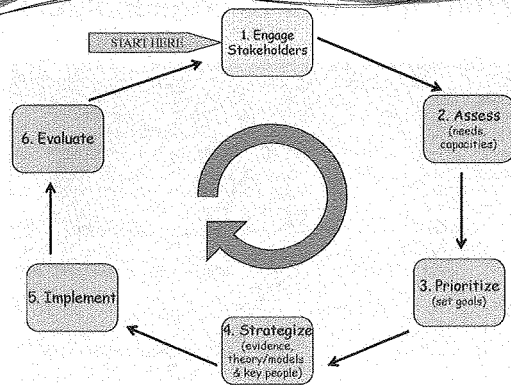 START HERE
1. Engage
Stakeholders
2. Assess
(needs,
capacities)
3. Prioritize
(set goals)
4. Strategize
(evidence,
theory/models
& key people)
5. Implement
6. Evaluate